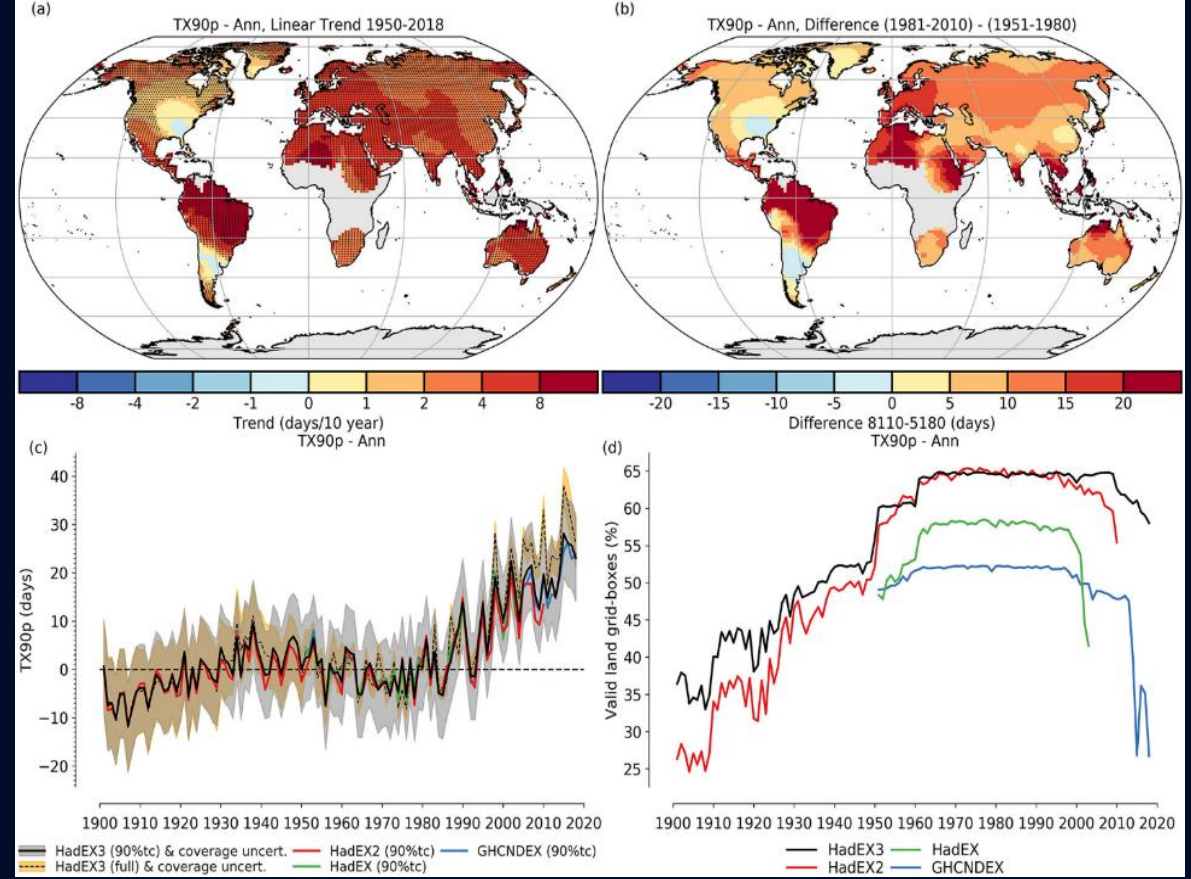 (a)
TX90p - Ann, Linear Trend 1950-2018
(b)
TX90p - Ann, Difference (1981-2010) - (1951-1980)
-8 -4 -2 -1 0 1 2 4 8
Trend (days/10 year)
-20 -15 -10 -5 0 5 10 15 20
Difference 8110-5180 (days)
(c)
TX90p - Ann
(d)
TX90p - Ann
TX90p (days)
40
30
20
10
0
−10
−20
1900 1910 1920 1930 1940 1950 1960 1970 1980 1990 2000 2010 2020
HadEX3 (90%tc) & coverage uncert.
HadEX3 (full) & coverage uncert.
HadEX2 (90%tc)
HadEX (90%tc)
GHCNDEX (90%tc)
Valid land grid-boxes (%)
65
60
55
50
45
40
35
30
25
1900 1910 1920 1930 1940 1950 1960 1970 1980 1990 2000 2010 2020
HadEX3
HadEX2
HadEX
GHCNDEX